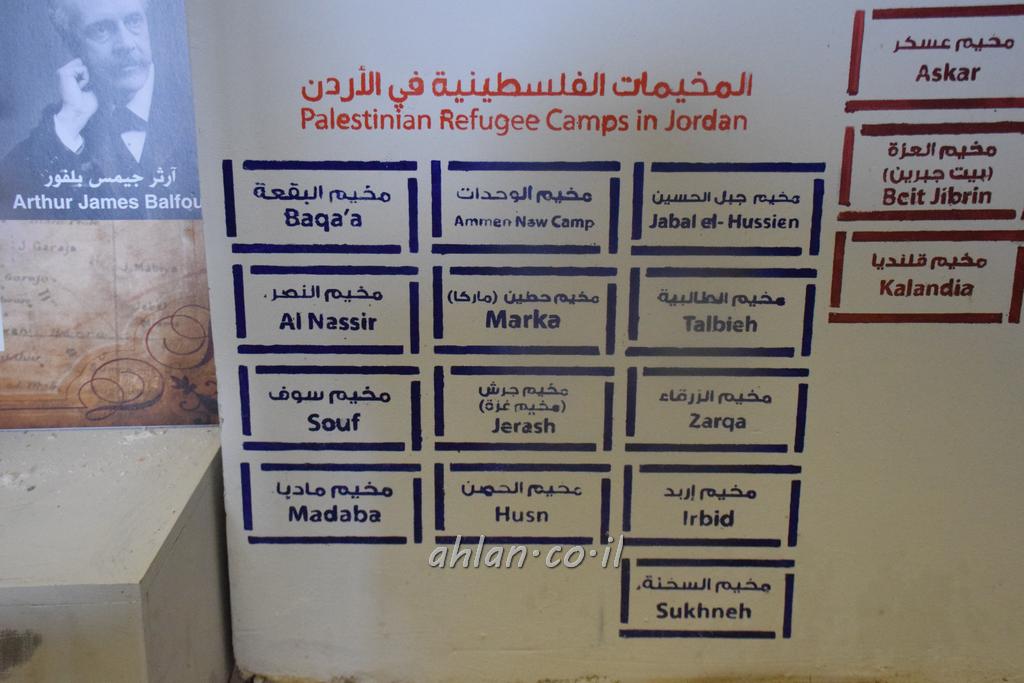 آرثر جيمس بلفور
Arthur James Balfou
المخيمات الفلسطينية في الأردن
Palestinian Refugee Camps in Jordan
مخيم البقعة
Baqa'a
مخيم الوحدات
Ammen Naw Camp
مخيم جبل الحسين
Jabal el- Hussien
مخيم النصر
Al Nassir
مخيم حطين (ماركا)
Marka
مخيم الطالبية
Talbieh
مخيم سوف
Souf
مخيم جرش
(مخيم غزة)
Jerash
مخيم الزرقاء
Zarqa
مخيم مادبا
Madaba
مخيم الحصن
Husn
مخيم إربد
Irbid
مخيم السخنة
Sukhneh
مخيم عسكر
Askar
مخيم العزة
(بيت جبرين)
Beit Jibrin
مخيم قلنديا
Kalandia
ahlan·co·il